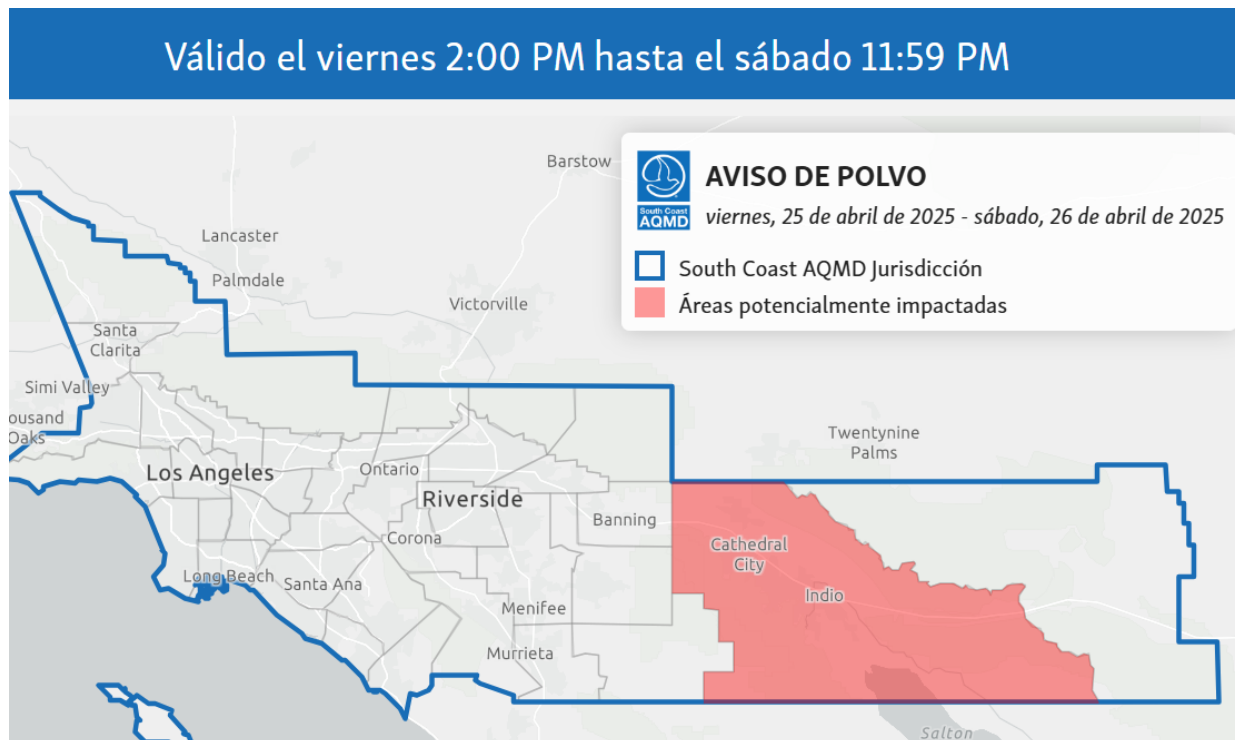 Válido el viernes 2:00 PM hasta el sábado 11:59 PM
Barstow
South Coast
AQMD
AVISO DE POLVO
viernes, 25 de abril de 2025 - sábado, 26 de abril de 2025
South Coast AQMD Jurisdicción
Áreas potencialmente impactadas
Lancaster
Palmdale
Victorville
Santa
Clarita
Simi Valley
ousand
Oaks
Twentynine
Palms
Los Angeles
Ontario
Riverside
Banning
Corona
Cathedral
City
Long Beach
Santa Ana
Indio
Menifee
Murrieta
Salton